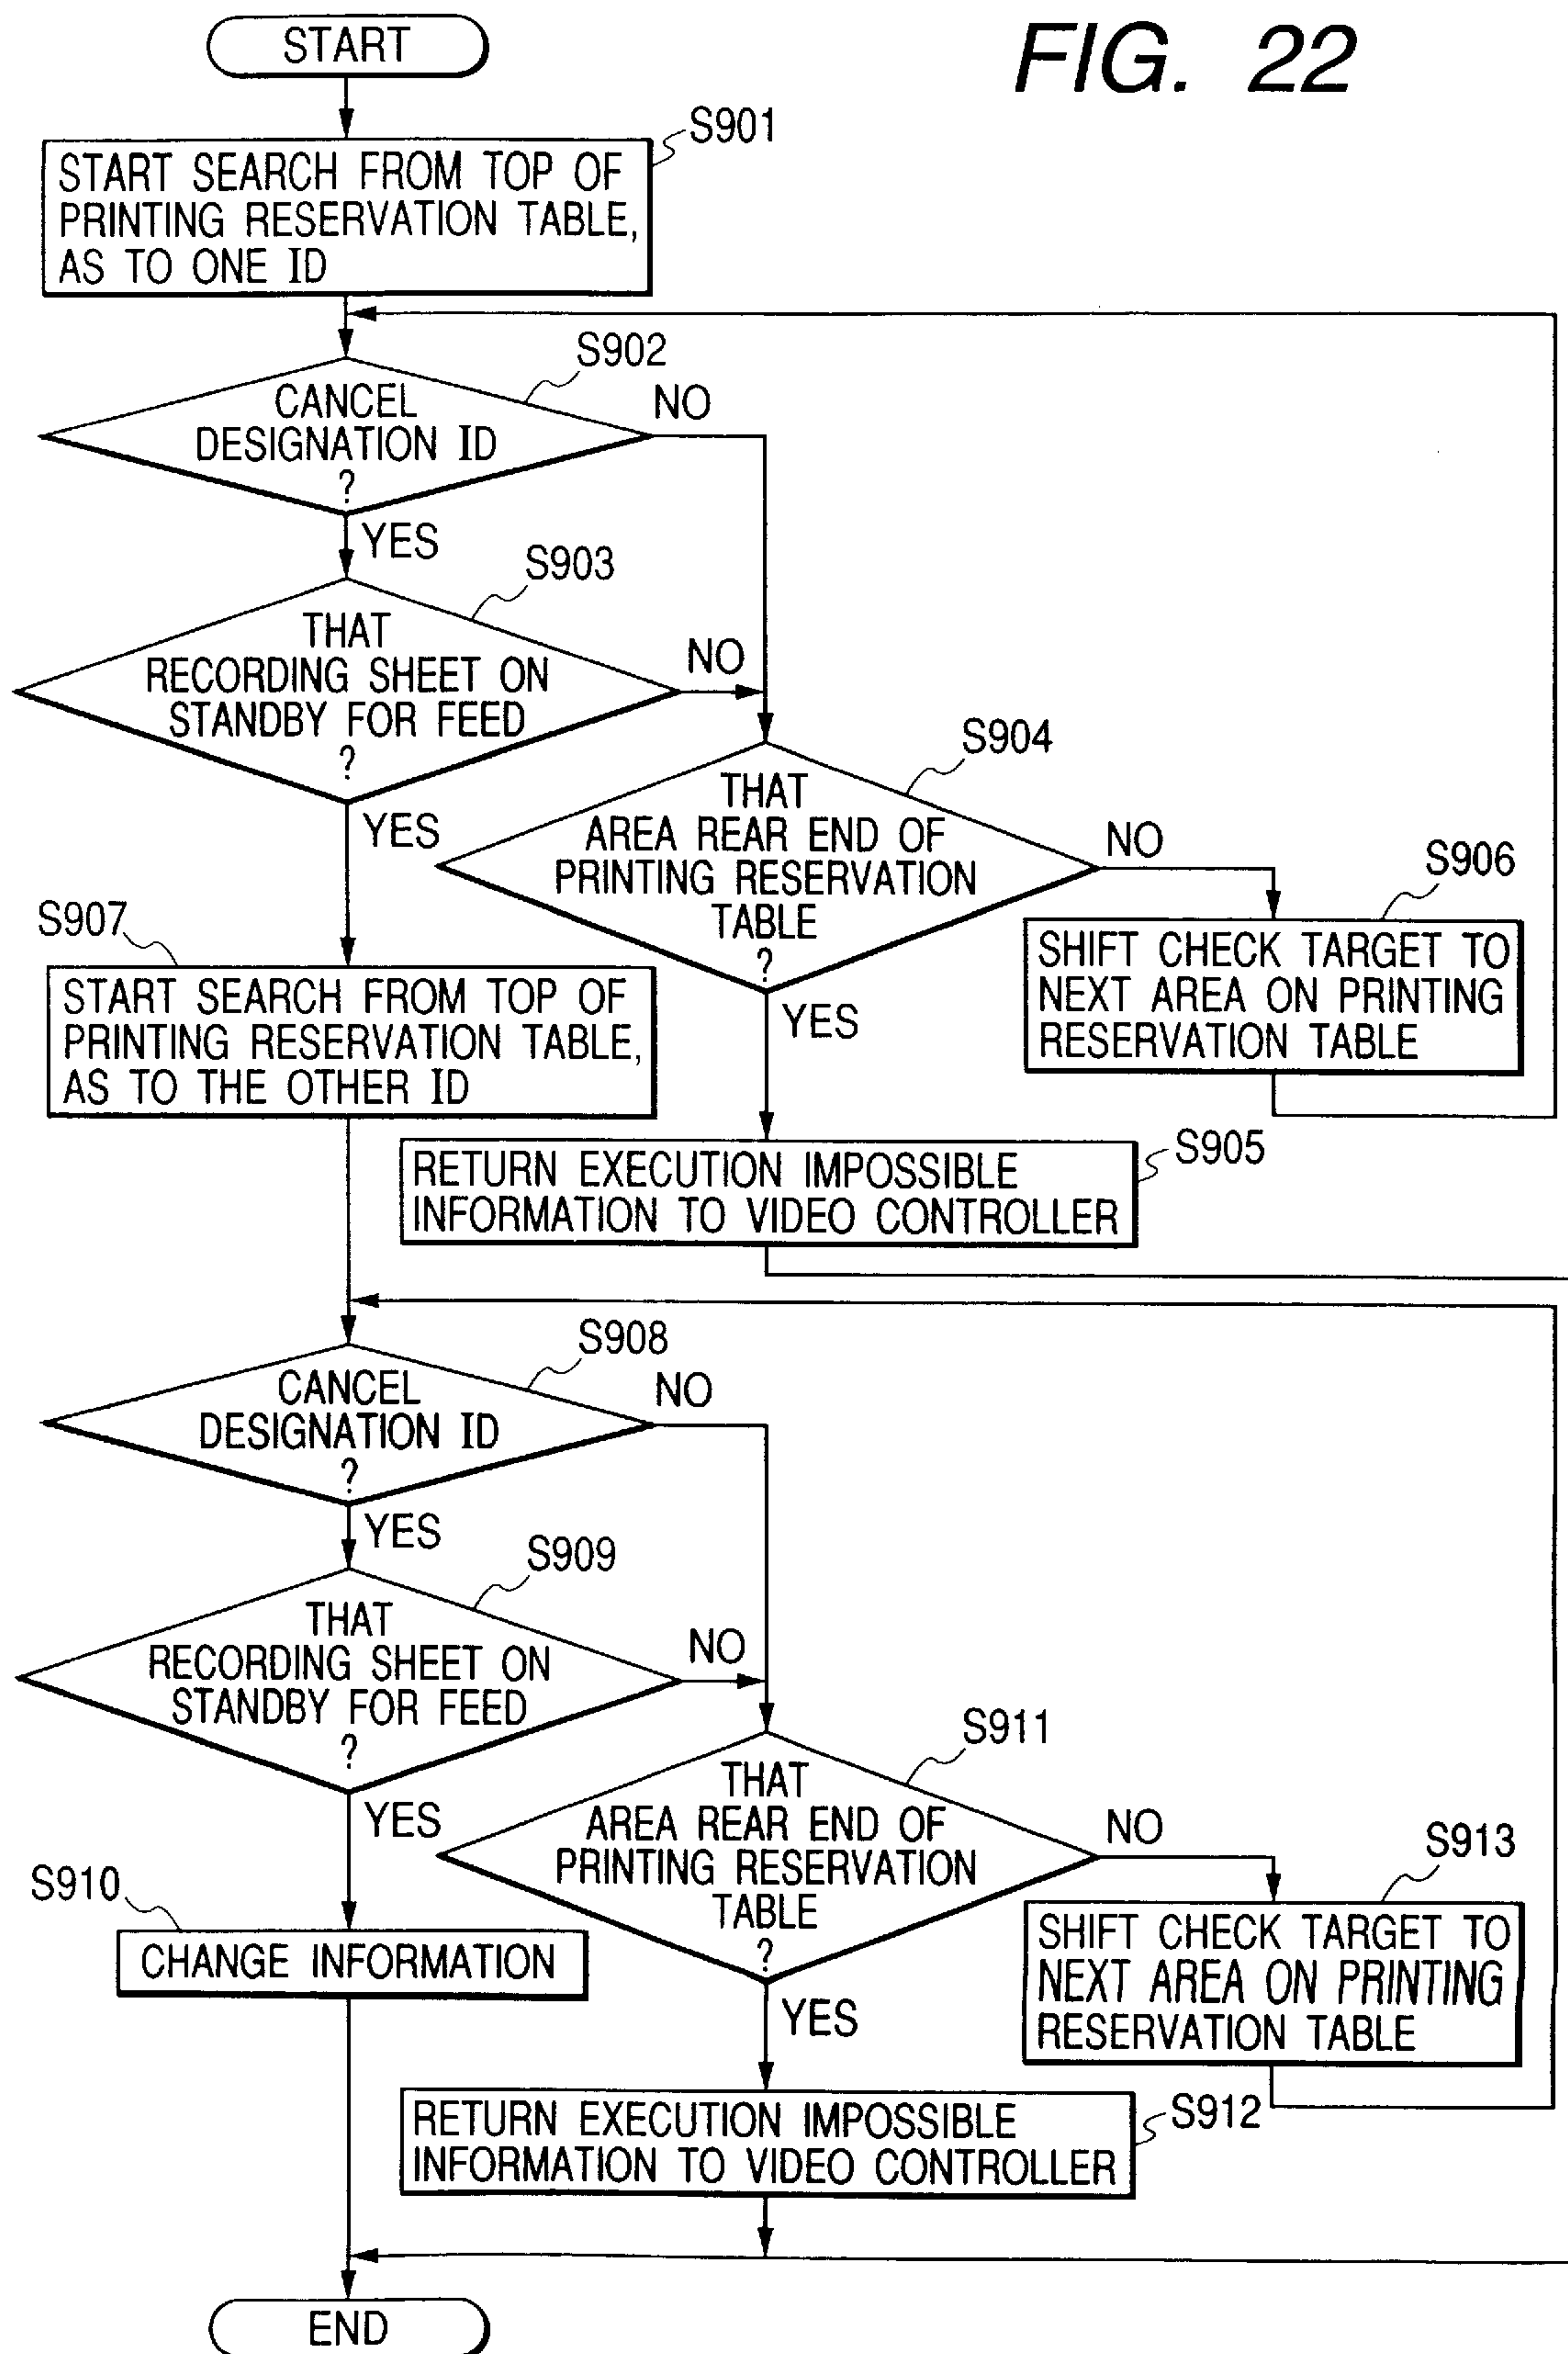 START
FIG. 22
S901
START SEARCH FROM TOP OF
PRINTING RESERVATION TABLE,
AS TO ONE ID
S902
CANCEL
DESIGNATION ID
?
NO
YES
S903
THAT
RECORDING SHEET ON
STANDBY FOR FEED
?
NO
YES
S904
THAT
AREA REAR END OF
PRINTING RESERVATION
TABLE
?
NO
YES
S906
SHIFT CHECK TARGET TO
NEXT AREA ON PRINTING
RESERVATION TABLE
S907
START SEARCH FROM TOP OF
PRINTING RESERVATION TABLE,
AS TO THE OTHER ID
S905
RETURN EXECUTION IMPOSSIBLE
INFORMATION TO VIDEO CONTROLLER
S908
CANCEL
DESIGNATION ID
?
NO
YES
S909
THAT
RECORDING SHEET ON
STANDBY FOR FEED
?
NO
YES
S911
THAT
AREA REAR END OF
PRINTING RESERVATION
TABLE
?
NO
YES
S913
SHIFT CHECK TARGET TO
NEXT AREA ON PRINTING
RESERVATION TABLE
S910
CHANGE INFORMATION
S912
RETURN EXECUTION IMPOSSIBLE
INFORMATION TO VIDEO CONTROLLER
END